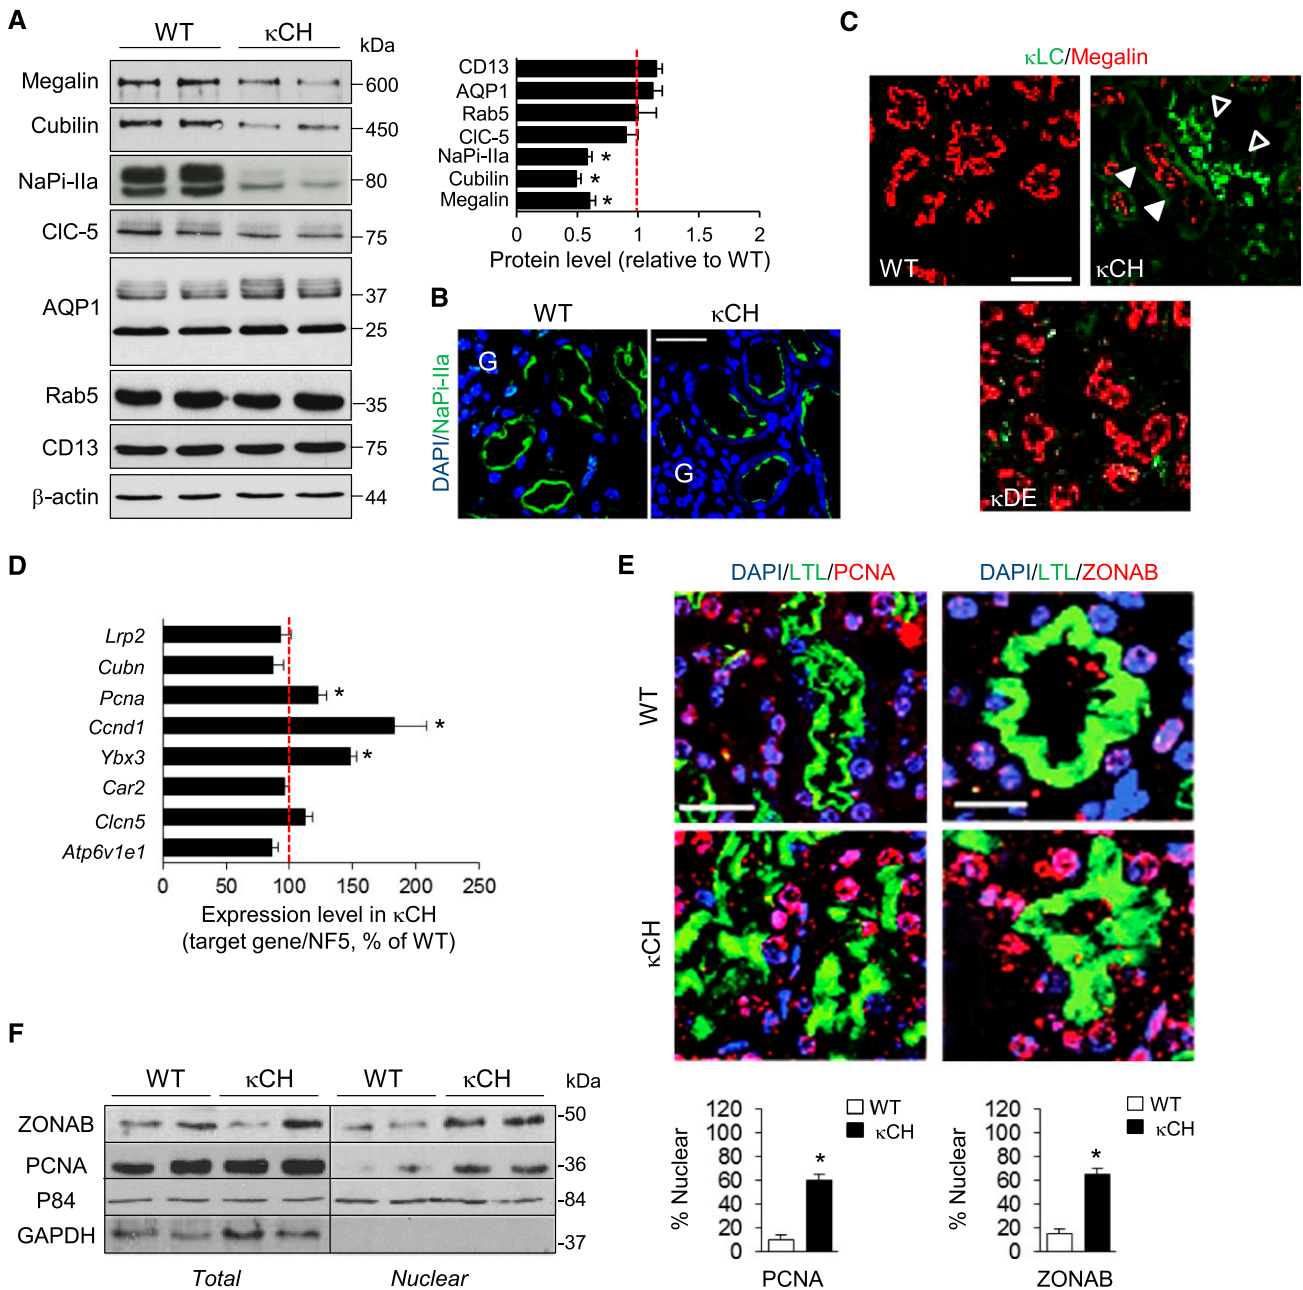 A
WT
κCH
kDa
Megalin
600
Cubilin
450
NaPi-IIa
80
ClC-5
75
AQP1
37
25
Rab5
35
CD13
75
β-actin
44
CD13
AQP1
Rab5
ClC-5
NaPi-IIa *
Cubilin *
Megalin *
0 0.5 1 1.5 2
Protein level (relative to WT)
B
WT
κCH
DAPI/NaPi-IIa
G
G
C
κLC/Megalin
WT
κCH
κDE
D
Lrp2
Cubn
Pcna *
Ccnd1 *
Ybx3 *
Car2
Clcn5
Atp6v1e1
0 50 100 150 200 250
Expression level in κCH
(target gene/NF5, % of WT)
E
DAPI/LTL/PCNA
DAPI/LTL/ZONAB
WT
κCH
120
100
80
60
40
20
0
% Nuclear
WT
κCH
*
PCNA
120
100
80
60
40
20
0
% Nuclear
WT
κCH
*
ZONAB
F
WT
κCH
WT
κCH
kDa
ZONAB
-50
PCNA
-36
P84
-84
GAPDH
-37
Total
Nuclear